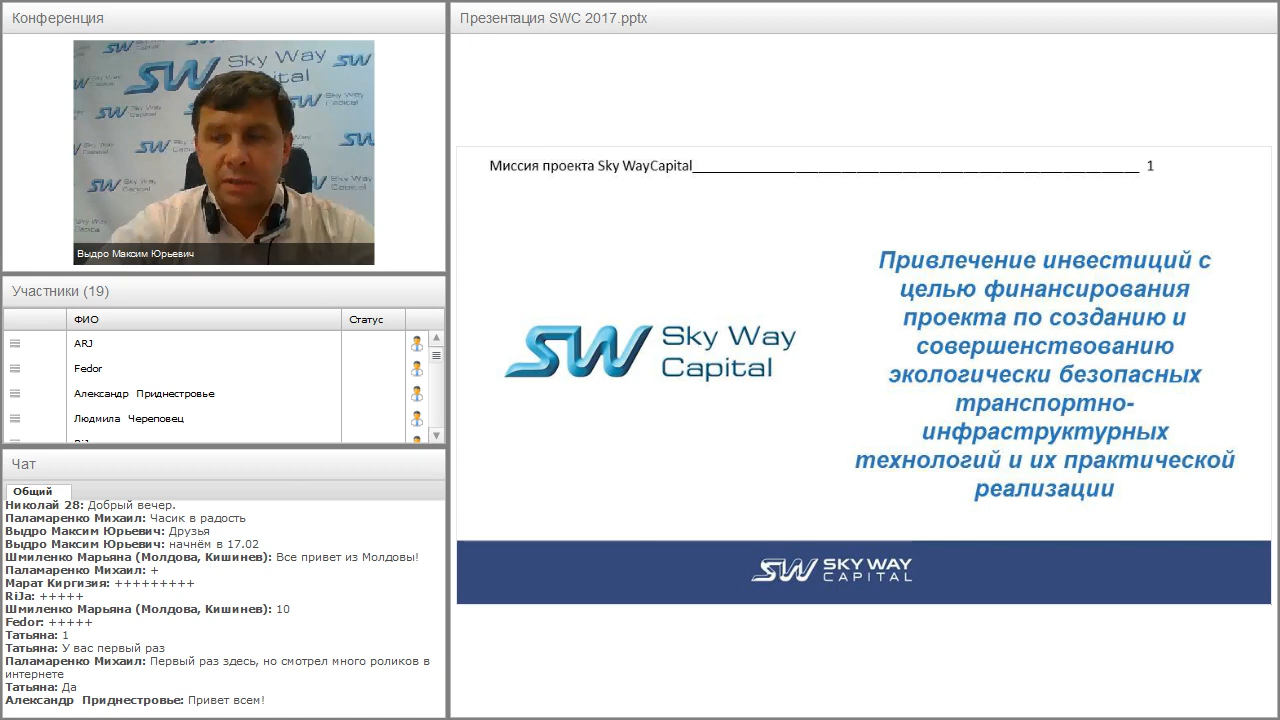 Конференция
Sky Way
Capital
Sky Way
Capital
Выдро Максим Юрьевич
Участники (19)
ФИО Статус
ARJ
Fedor
Александр Приднестровье
Людмила Череповец
Чат
Общий
Николай 28: Добрый вечер.
Паламаренко Михаил: Часик в радость
Выдро Максим Юрьевич: Друзья
Выдро Максим Юрьевич: начнём в 17.02
Шмиленко Марьяна (Молдова, Кишинев): Все привет из Молдовы!
Паламаренко Михаил: +
Марат Киргизия: +++++++++
RiJa: +++++
Шмиленко Марьяна (Молдова, Кишинев): 10
Fedor: +++++
Татьяна: 1
Татьяна: У вас первый раз
Паламаренко Михаил: Первый раз здесь, но смотрел много роликов в
интернете
Татьяна: Да
Александр Приднестровье: Привет всем!
Презентация SWC 2017.pptx
Миссия проекта Sky WayCapital 1
SW Sky Way
Capital
Привлечение инвестиций с
целью финансирования
проекта по созданию и
совершенствованию
экологически безопасных
транспортно-
инфраструктурных
технологий и их практической
реализации
SW SKY WAY
CAPITAL